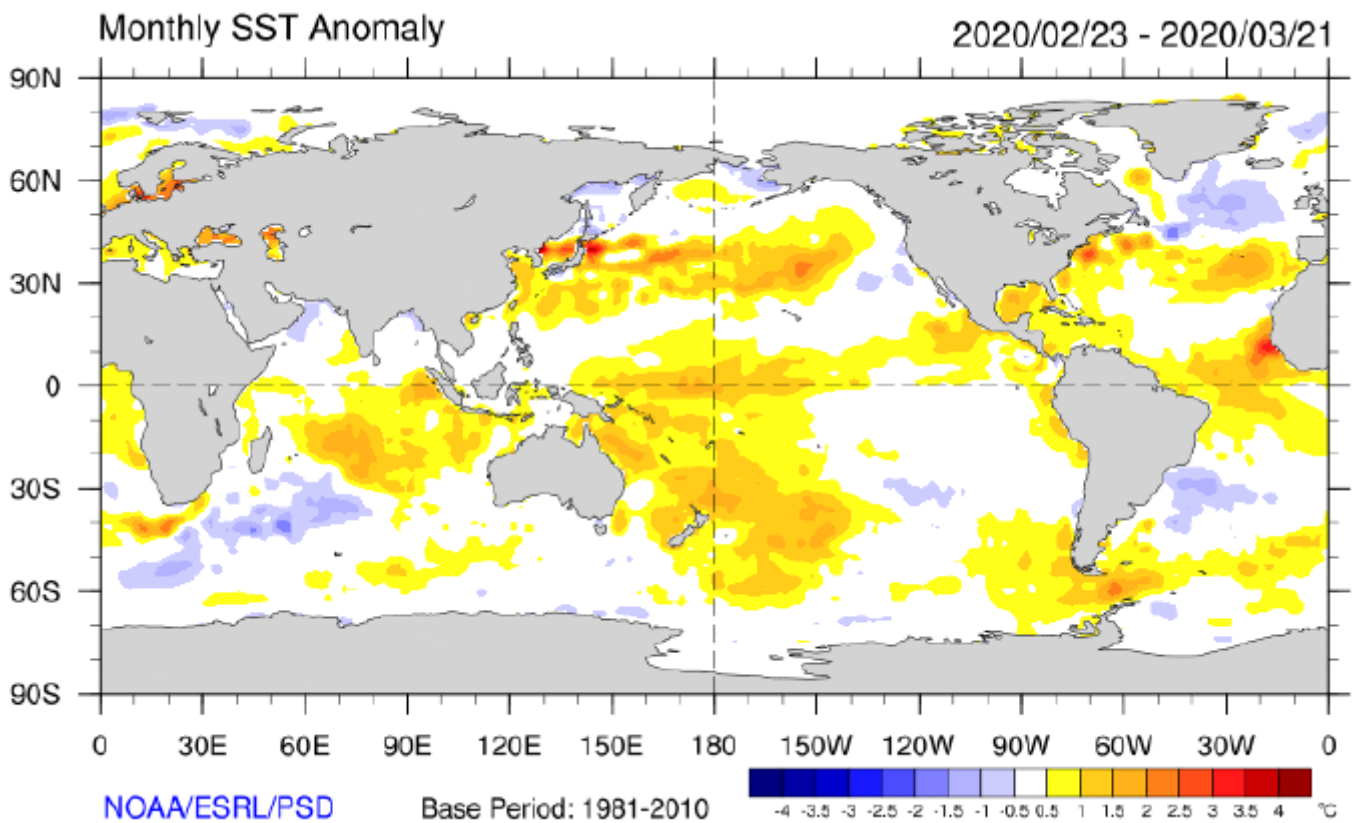 Monthly SST Anomaly 2020/02/23 - 2020/03/21
90N
60N
30N
0
30S
60S
90S
0 30E 60E 90E 120E 150E 180 150W 120W 90W 60W 30W 0
NOAA/ESRL/PSD Base Period: 1981-2010
-4 -3.5 -3 -2.5 -2 -1.5 -1 -0.5 0.5 1 1.5 2 2.5 3 3.5 4 °C